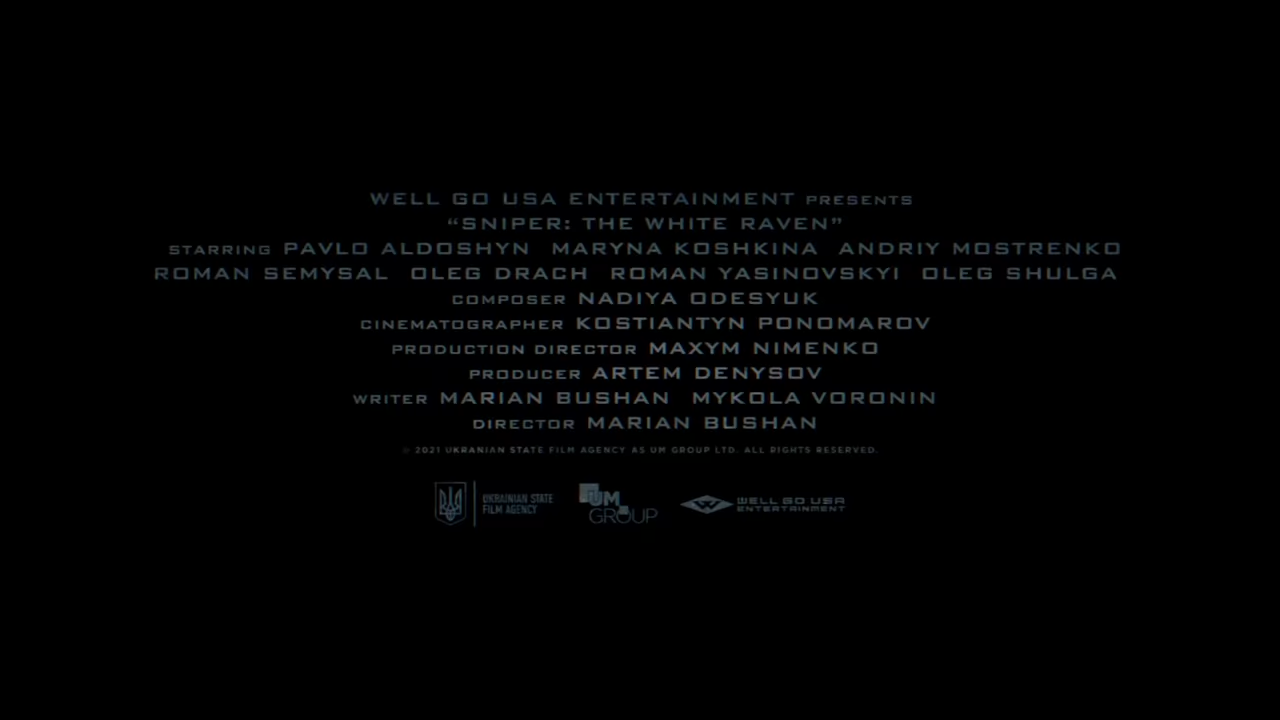 WELL GO USA ENTERTAINMENT PRESENTS
“SNIPER: THE WHITE RAVEN”
STARRING PAVLO ALDOSHYN MARYNA KOSHKINA ANDRIY MOSTRENKO
ROMAN SEMYSAL OLEG DRACH ROMAN YASINOVSKYI OLEG SHULGA
COMPOSER NADIYA ODESYUK
CINEMATOGRAPHER KOSTIANTYN PONOMAROV
PRODUCTION DIRECTOR MAXYM NIMENKO
PRODUCER ARTEM DENYSOV
WRITER MARIAN BUSHAN MYKOLA VORONIN
DIRECTOR MARIAN BUSHAN
© 2021 UKRANIAN STATE FILM AGENCY AS UM GROUP LTD. ALL RIGHTS RESERVED.
UKRAINIAN STATE
FILM AGENCY
UM
GROUP
WELL GO USA
ENTERTAINMENT